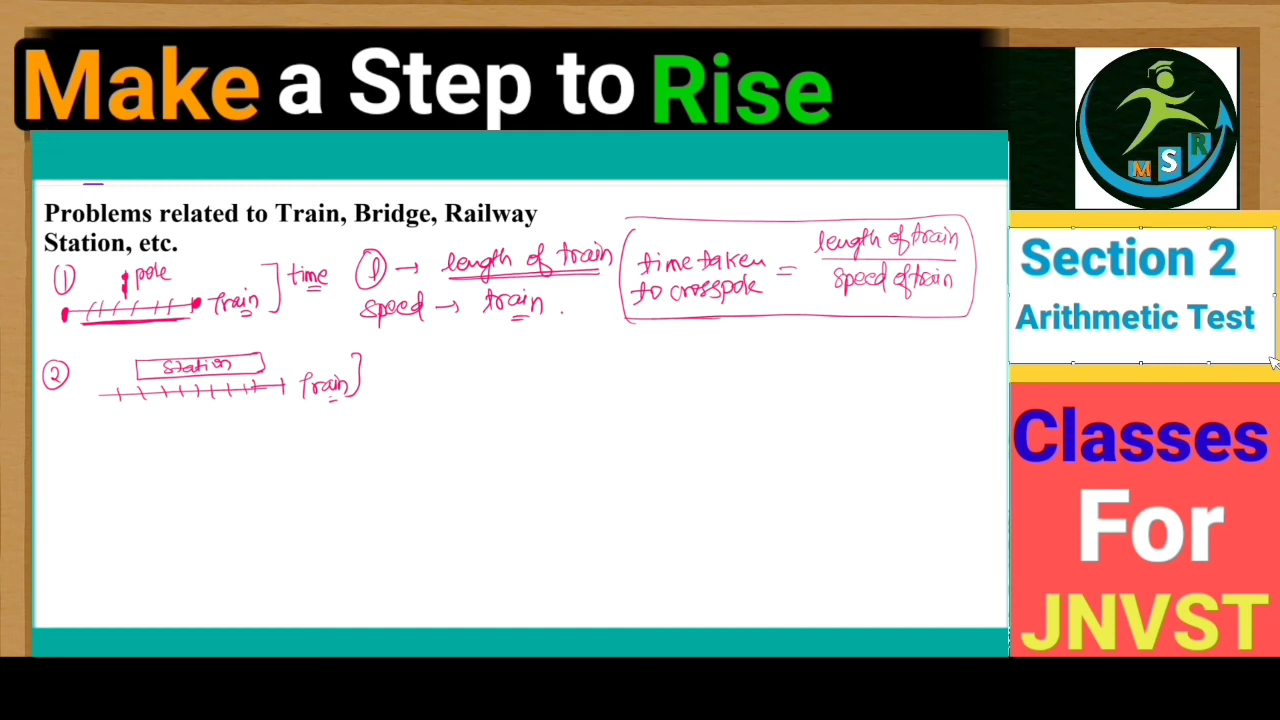 Make a Step to Rise
M S R
Problems related to Train, Bridge, Railway
Station, etc.
① pole
Train
time
① → length of train
speed → train .
time taken
to cross pole = length of train
speed of train
② Station
Train
Section 2
Arithmetic Test
Classes
For
JNVST